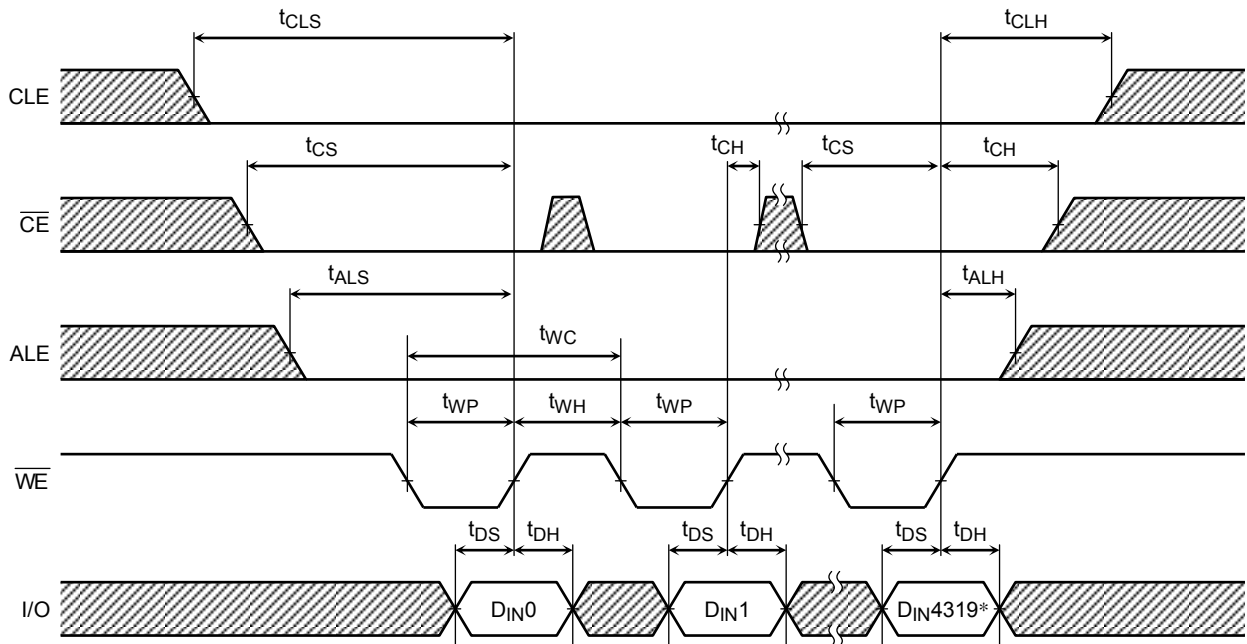 tCLS tCLH
CLE
tCS tCH tCS tCH
CE
tALS tALH
ALE
tWC
tWP tWH tWP tWP
WE
tDS tDH tDS tDH tDS tDH
I/O DIN0 DIN1 DIN4319*